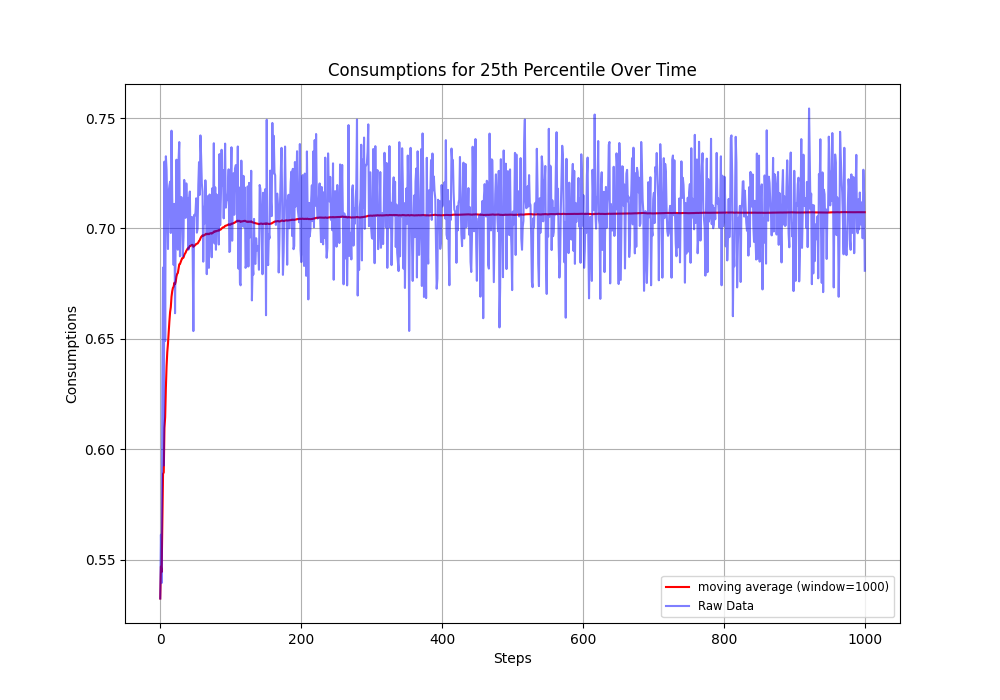 Consumptions for 25th Percentile Over Time
0.75
0.70
0.65
0.60
0.55
Consumptions
0
200
400
600
800
1000
Steps
moving average (window=1000)
Raw Data